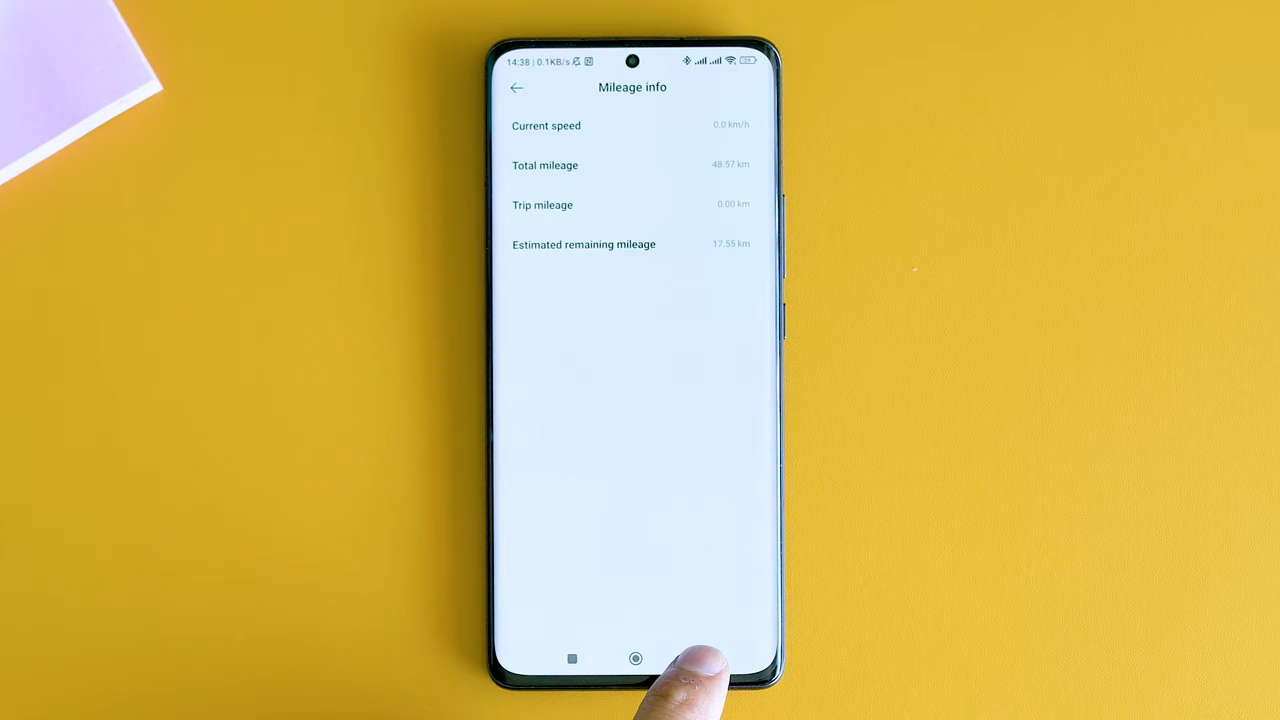 14:38 | 0.1KB/s
Mileage info
Current speed 0.0 km/h
Total mileage 48.57 km
Trip mileage 0.00 km
Estimated remaining mileage 17.55 km